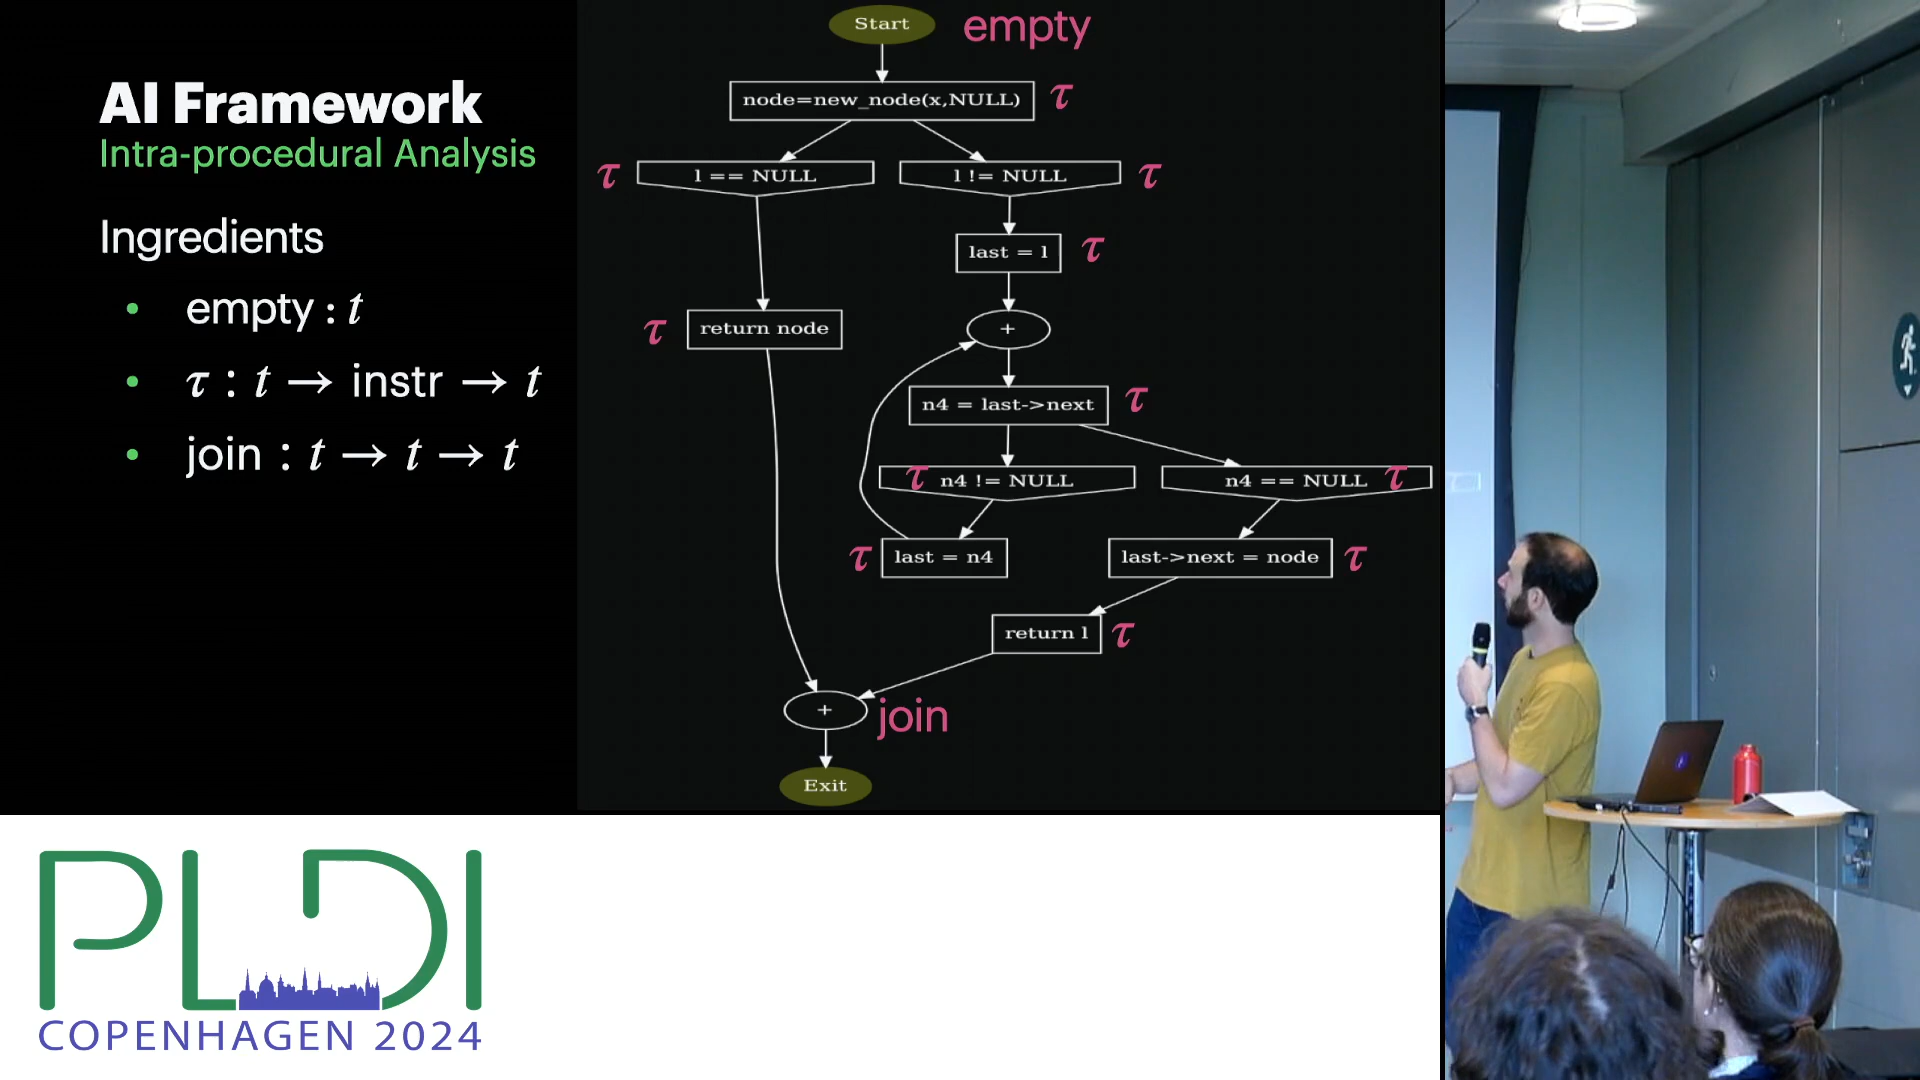 AI Framework
Intra-procedural Analysis
Ingredients
• empty : t
• τ : t → instr → t
• join : t → t → t
Start empty
node=new_node(x,NULL) τ
τ l == NULL
l != NULL τ
last = l τ
τ return node
+
n4 = last->next τ
τ n4 != NULL
n4 == NULL τ
τ last = n4
last->next = node τ
return l τ
+ join
Exit
PLDI
COPENHAGEN 2024